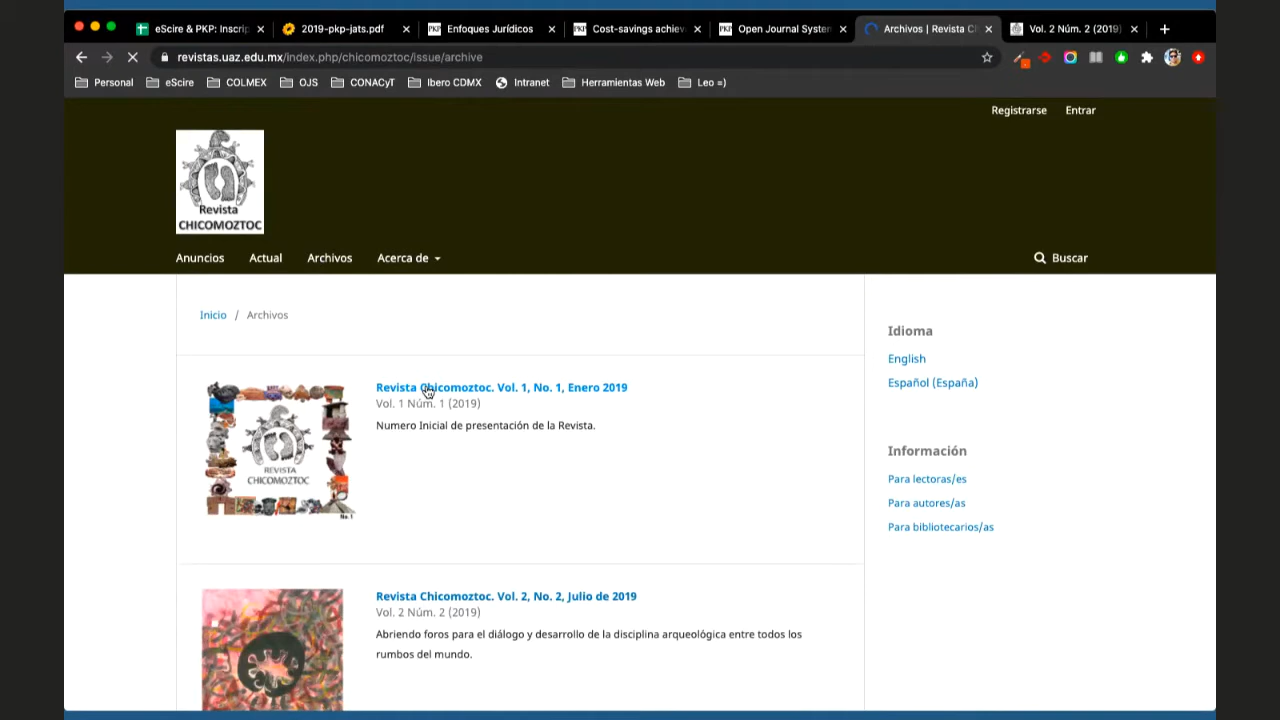 eScire & PKP: Inscrip
2019-pkp-jats.pdf
PKP Enfoques Jurídicos
PKP Cost-savings achiev
PKP Open Journal System
Archivos | Revista C
Vol. 2 Núm. 2 (2019)
revistas.uaz.edu.mx/index.php/chicomoztoc/issue/archive
Personal
eScire
COLMEX
OJS
CONACyT
Ibero CDMX
Intranet
Herramientas Web
Leo =)
Registrarse
Entrar
Revista
CHICOMOZTOC
Anuncios
Actual
Archivos
Acerca de
Buscar
Inicio / Archivos
REVISTA
CHICOMOZTOC
No. 1
Revista Chicomoztoc. Vol. 1, No. 1, Enero 2019
Vol. 1 Núm. 1 (2019)
Numero Inicial de presentación de la Revista.
Revista Chicomoztoc. Vol. 2, No. 2, Julio de 2019
Vol. 2 Núm. 2 (2019)
Abriendo foros para el diálogo y desarrollo de la disciplina arqueológica entre todos los
rumbos del mundo.
Idioma
English
Español (España)
Información
Para lectoras/es
Para autores/as
Para bibliotecarios/as